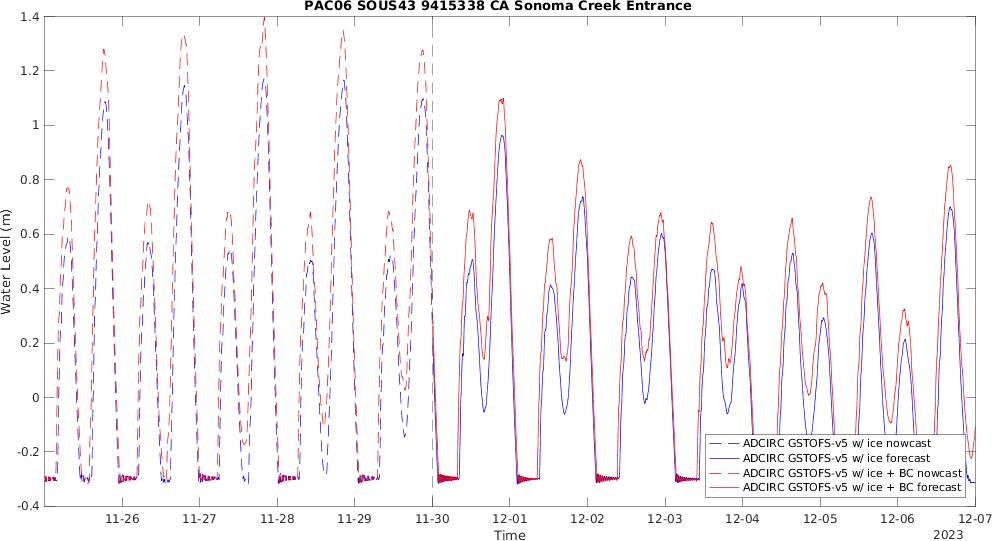 PAC06 SOUS43 9415338 CA Sonoma Creek Entrance
1.4
1.2
1
0.8
0.6
0.4
0.2
0
-0.2
-0.4
Water Level (m)
ADCIRC GSTOFS-v5 w/ ice nowcast
ADCIRC GSTOFS-v5 w/ ice forecast
ADCIRC GSTOFS-v5 w/ ice + BC nowcast
ADCIRC GSTOFS-v5 w/ ice + BC forecast
11-26 11-27 11-28 11-29 11-30 12-01 12-02 12-03 12-04 12-05 12-06 12-07
Time
2023